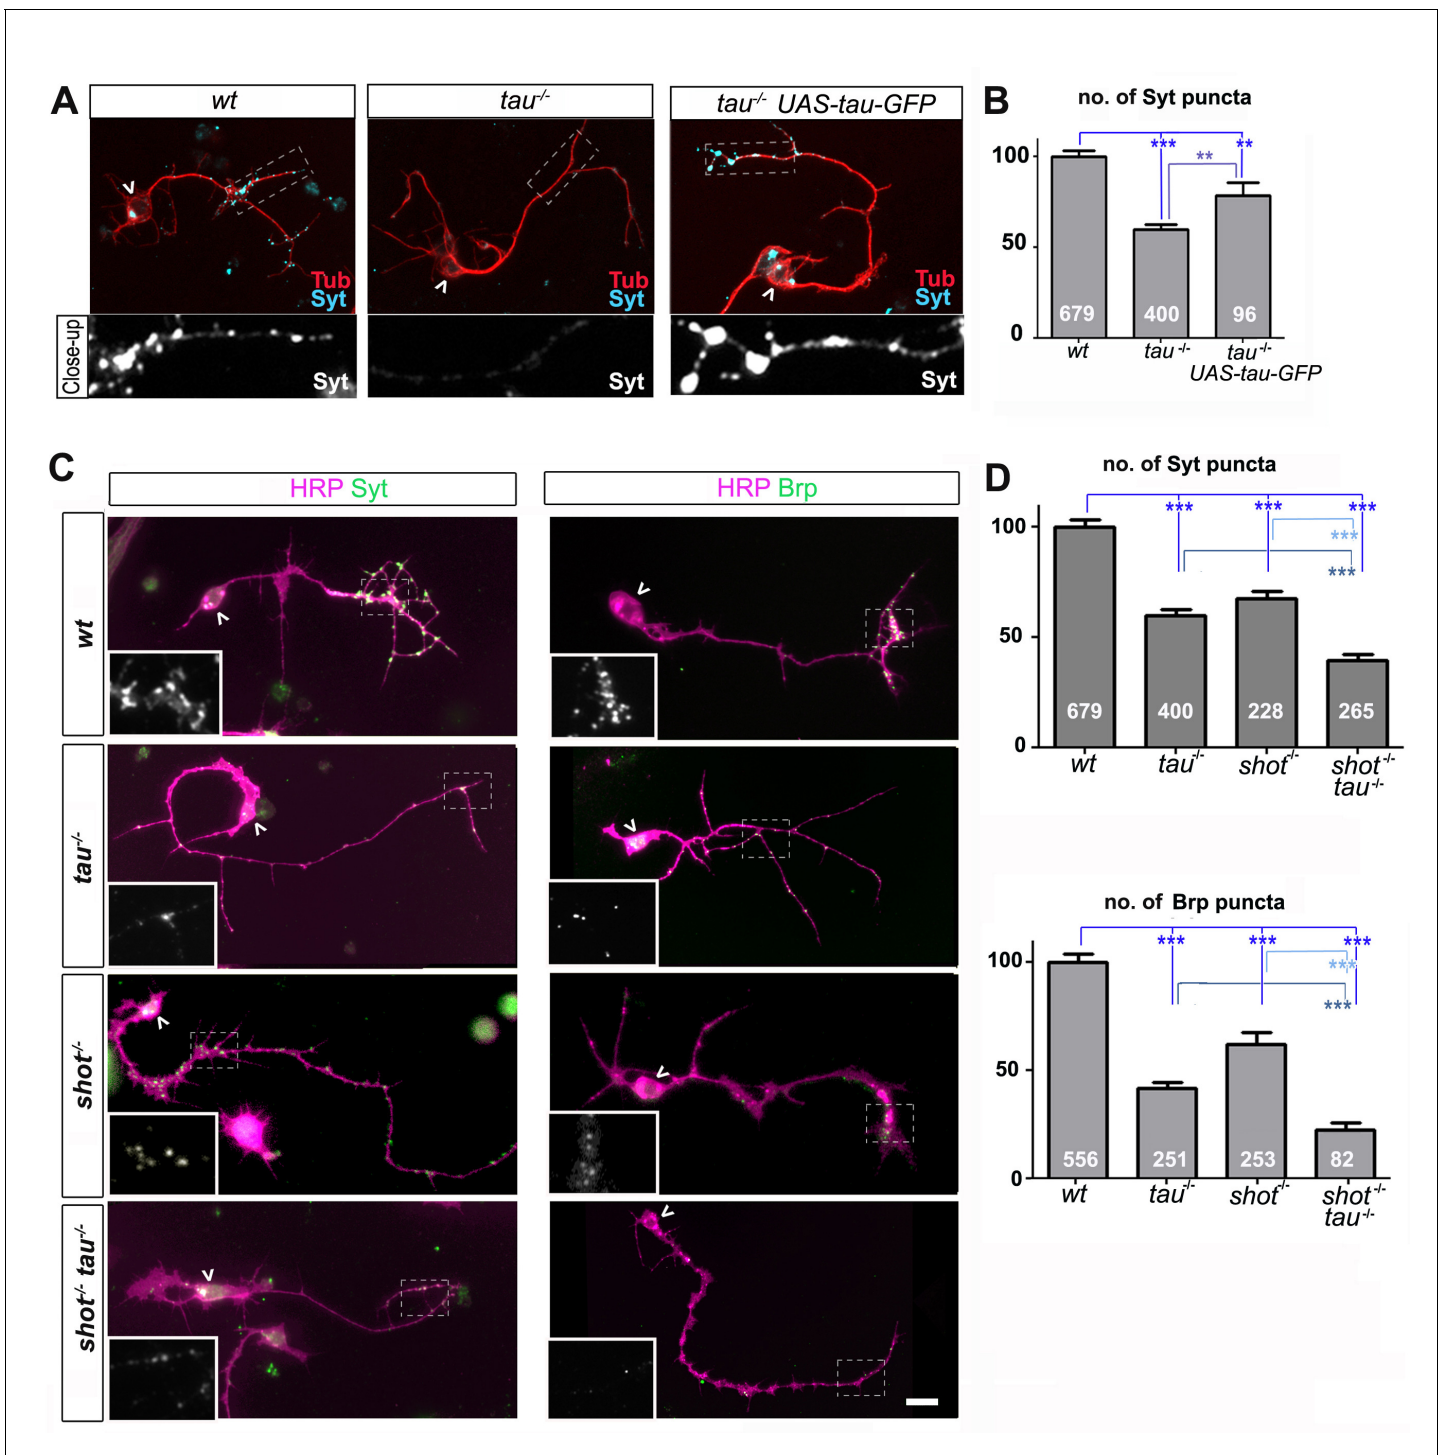 A
wt
tau-/-
tau-/- UAS-tau-GFP
Tub
Syt
Tub
Syt
Tub
Syt
Close-up
Syt
Syt
Syt
B
no. of Syt puncta
***
**
**
100
50
0
679
400
96
wt
tau-/-
tau-/-
UAS-tau-GFP
C
HRP Syt
HRP Brp
wt
tau-/-
shot-/-
shot-/- tau-/-
D
no. of Syt puncta
***
***
***
***
***
100
50
0
679
400
228
265
wt
tau-/-
shot-/-
shot-/-
tau-/-
no. of Brp puncta
***
***
***
***
***
100
50
0
556
251
253
82
wt
tau-/-
shot-/-
shot-/-
tau-/-